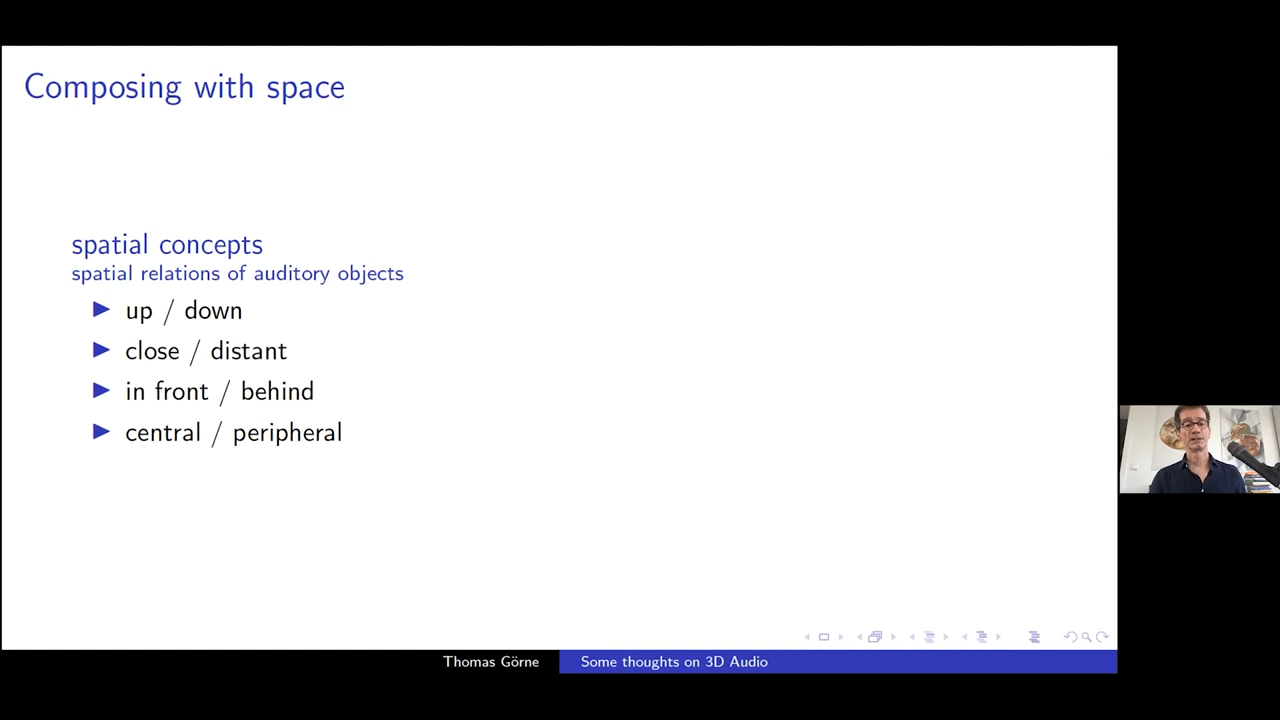 Composing with space
spatial concepts
spatial relations of auditory objects
up / down
close / distant
in front / behind
central / peripheral
Thomas Görne
Some thoughts on 3D Audio